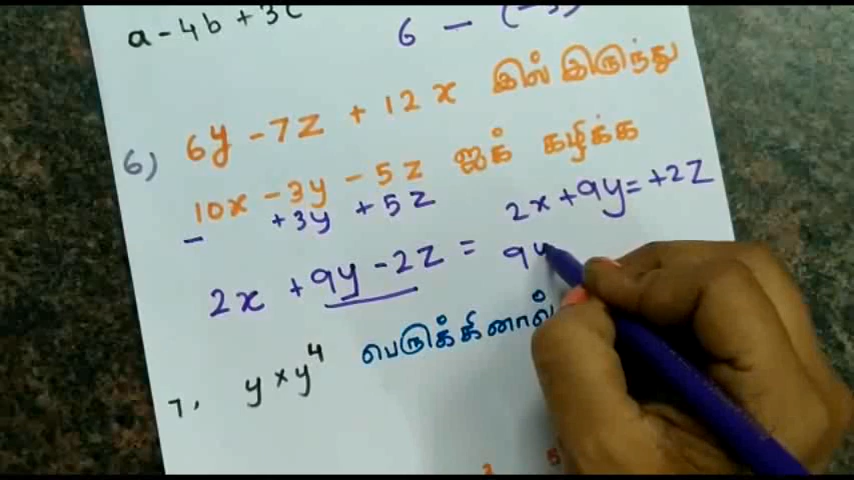 a - 4b + 3c
6 - (-3)
6) 6y - 7z + 12x இல் இருந்து
10x - 3y - 5z ஐக் கழிக்க
- +3y + 5z
2x + 9y - 2z = 2x + 9y = +2z
9y
7. y × y⁴ பெருக்கினால்